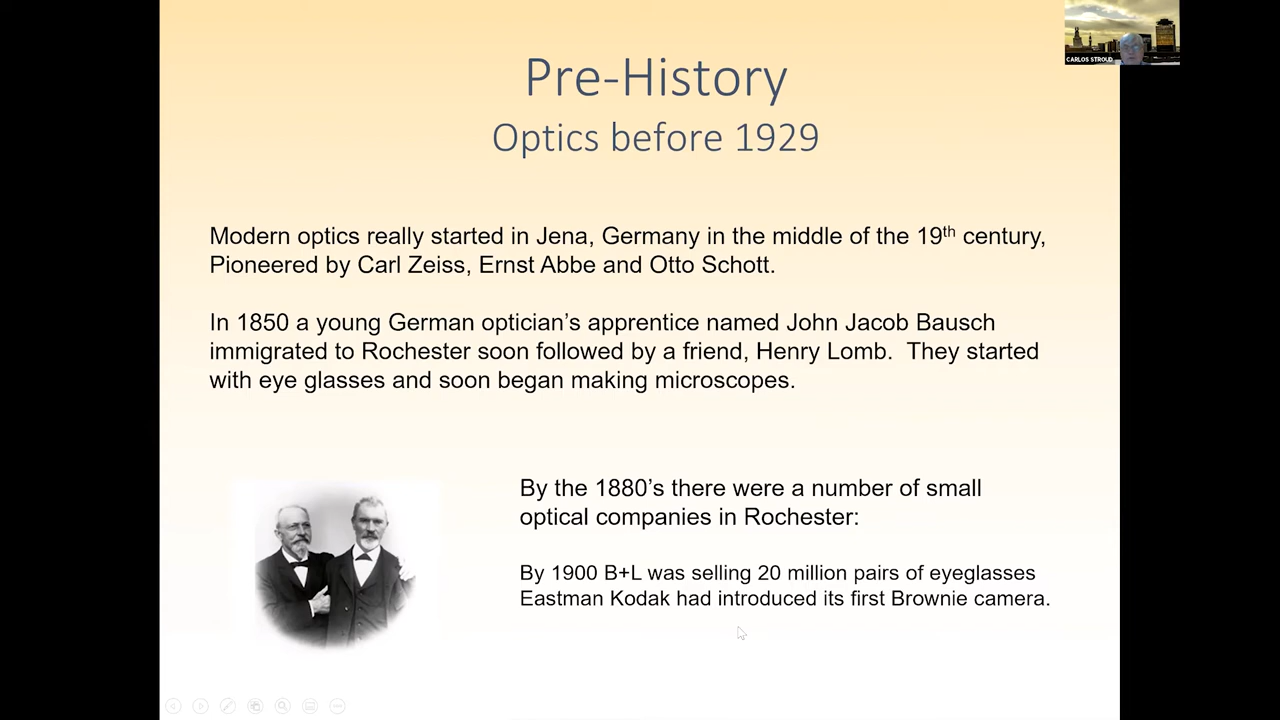 CARLOS STROUD
Pre-History
Optics before 1929
Modern optics really started in Jena, Germany in the middle of the 19th century,
Pioneered by Carl Zeiss, Ernst Abbe and Otto Schott.
In 1850 a young German optician’s apprentice named John Jacob Bausch
immigrated to Rochester soon followed by a friend, Henry Lomb. They started
with eye glasses and soon began making microscopes.
By the 1880’s there were a number of small
optical companies in Rochester:
By 1900 B+L was selling 20 million pairs of eyeglasses
Eastman Kodak had introduced its first Brownie camera.